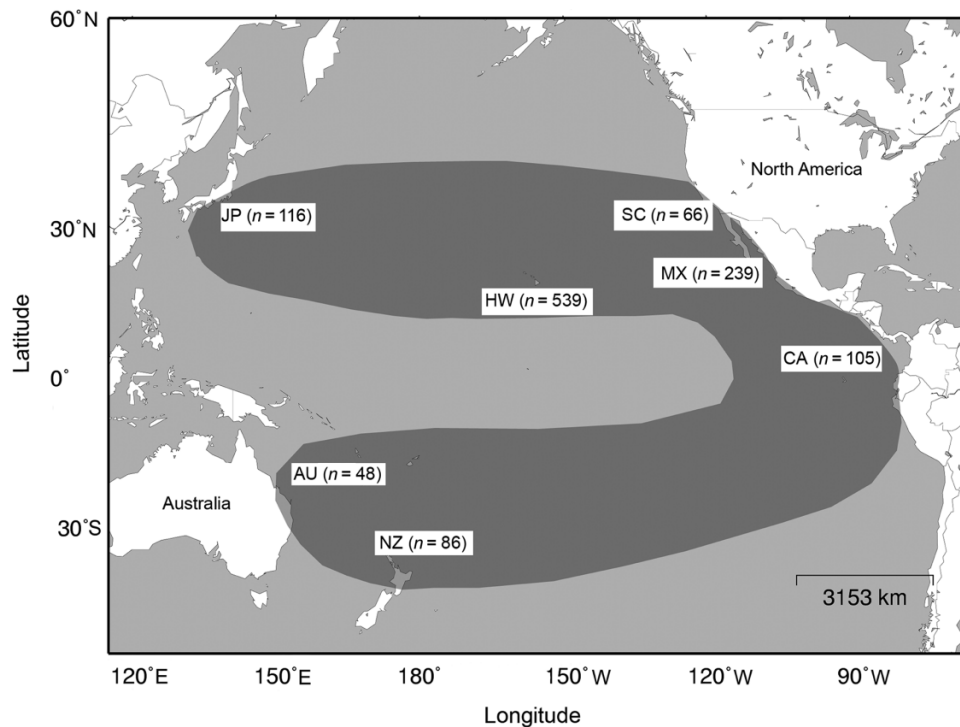 60˚N
North America
JP (n = 116)
SC (n = 66)
30˚N
MX (n = 239)
HW (n = 539)
Latitude
CA (n = 105)
0˚
AU (n = 48)
Australia
30˚S
NZ (n = 86)
3153 km
120˚E
150˚E
180˚
150˚W
120˚W
90˚W
Longitude